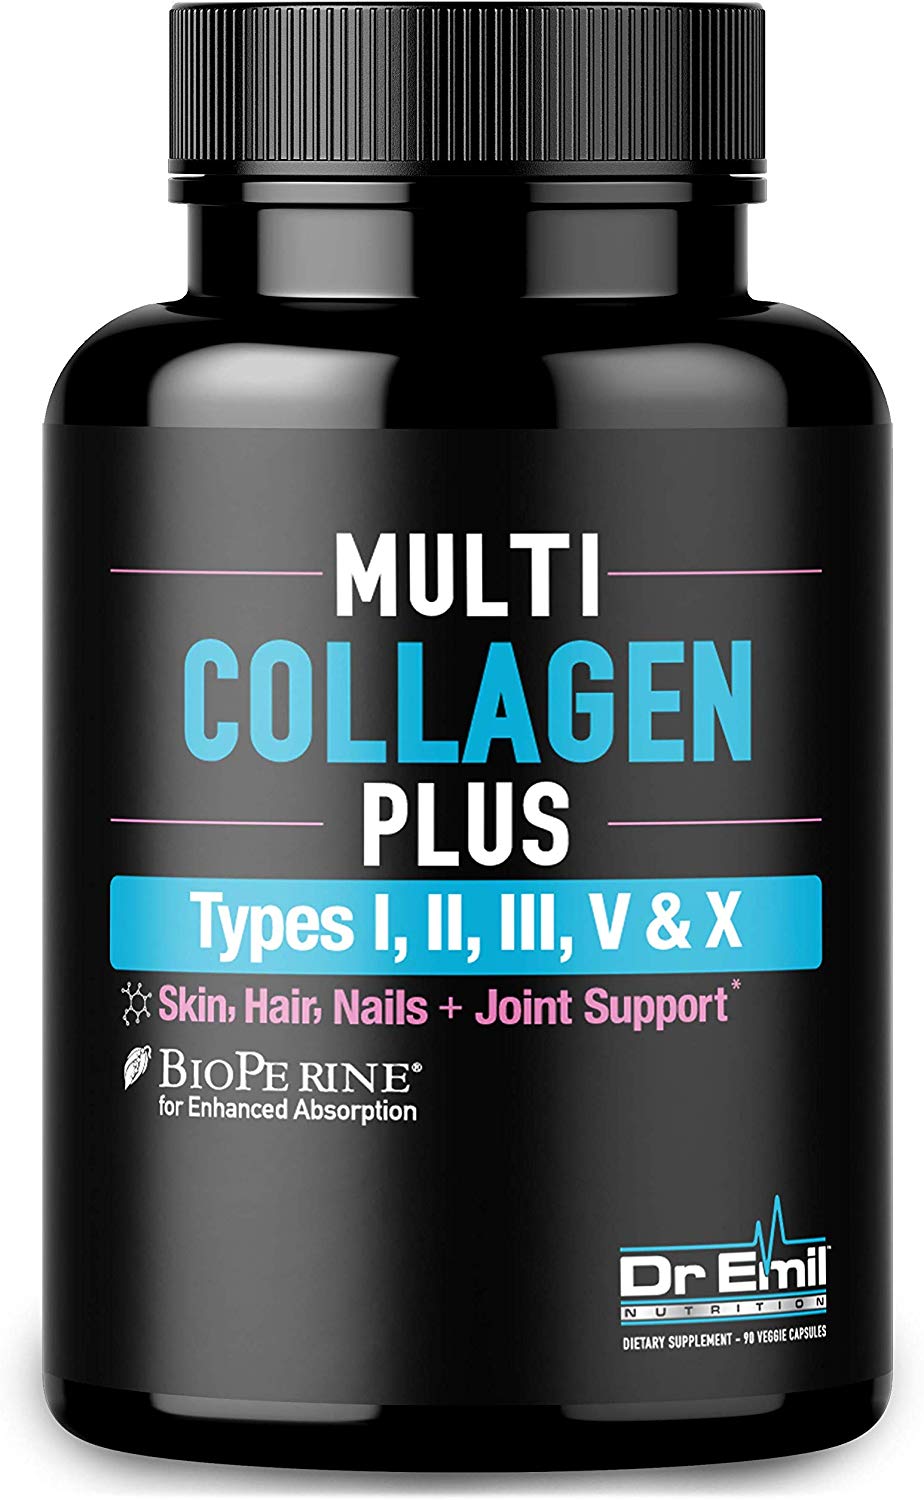 MULTI
COLLAGEN
PLUS
Types I, II, III, V & X
Skin, Hair, Nails + Joint Support*
BIOPERINE®
for Enhanced Absorption
Dr Emil™
NUTRITION
DIETARY SUPPLEMENT - 90 VEGGIE CAPSULES